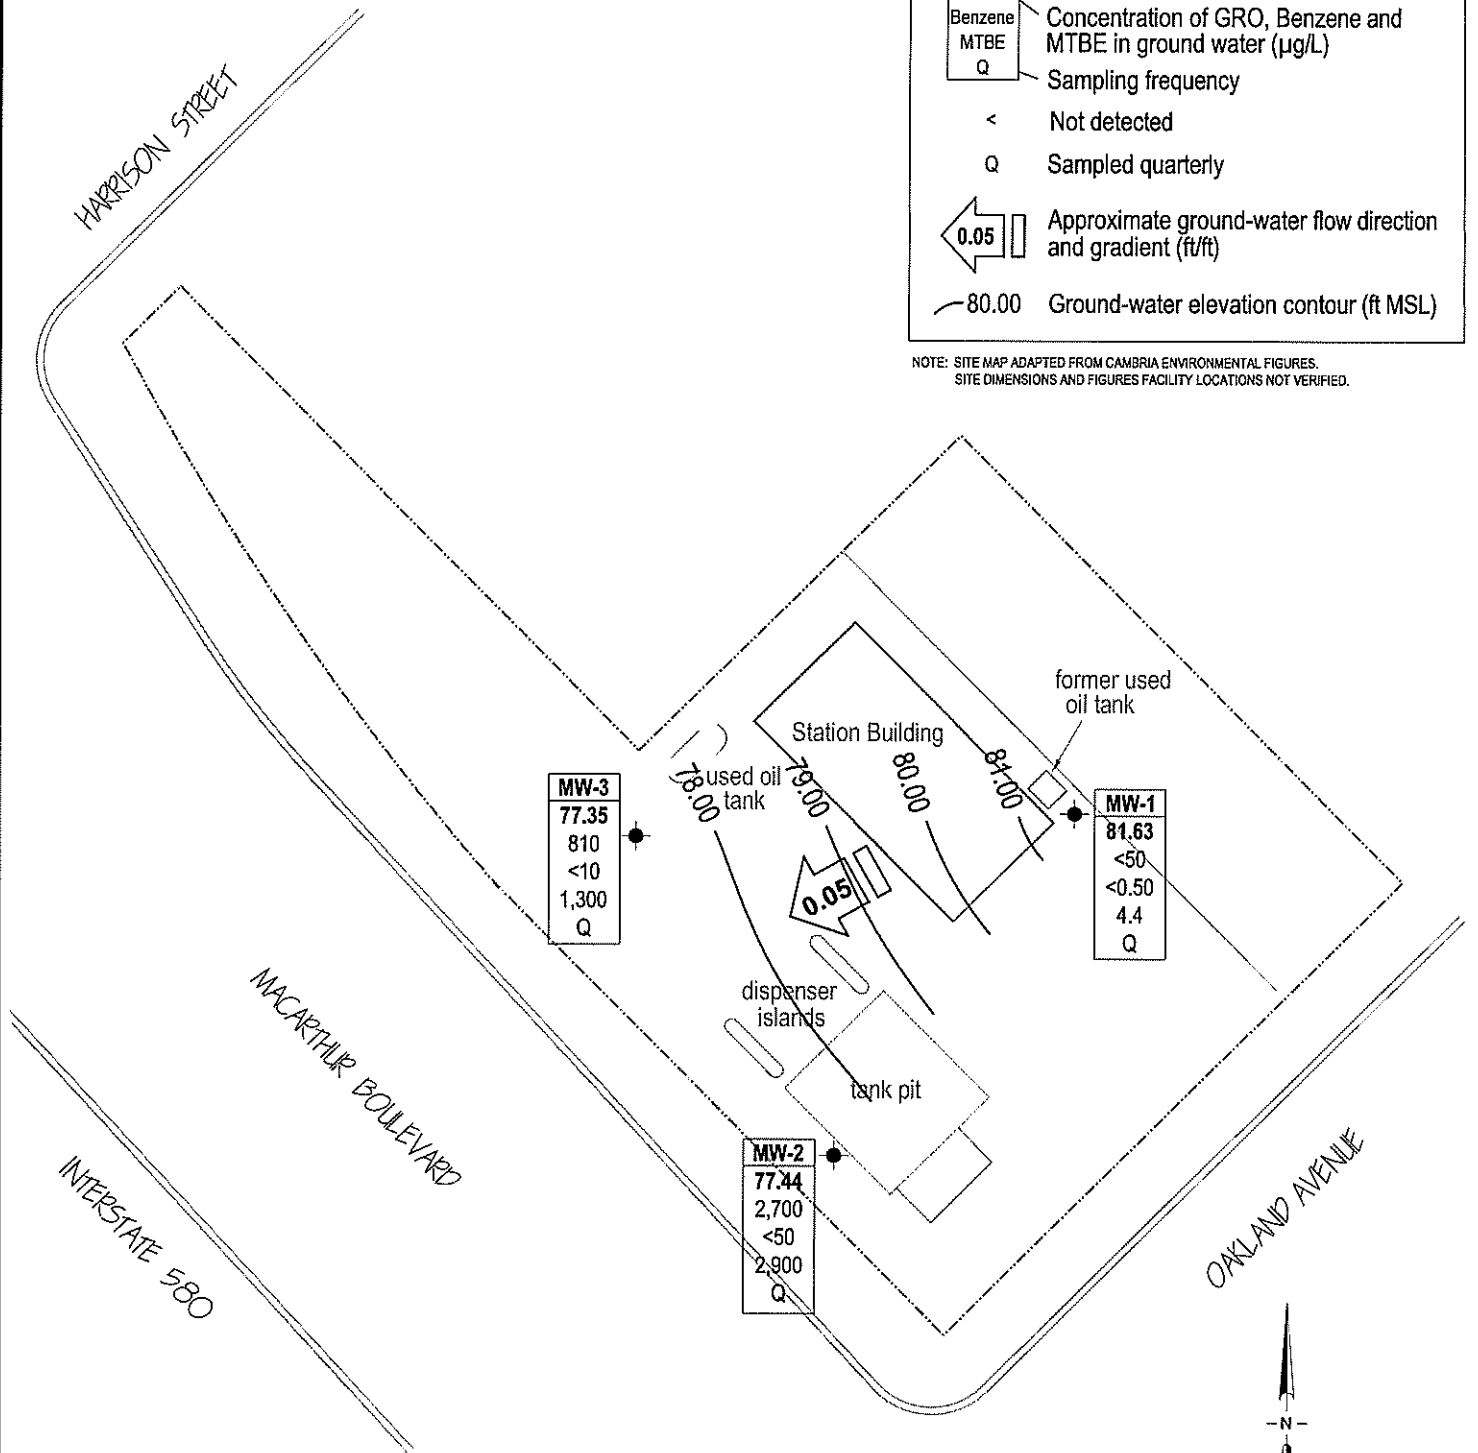 Benzene
MTBE
Q
Concentration of GRO, Benzene and
MTBE in ground water (µg/L)
Sampling frequency
< Not detected
Q Sampled quarterly
0.05 Approximate ground-water flow direction
and gradient (ft/ft)
80.00 Ground-water elevation contour (ft MSL)
NOTE: SITE MAP ADAPTED FROM CAMBRIA ENVIRONMENTAL FIGURES.
SITE DIMENSIONS AND FIGURES FACILITY LOCATIONS NOT VERIFIED.
HARRISON STREET
former used
oil tank
Station Building
used oil
tank
78.00
79.00
80.00
81.00
MW-3
77.35
810
<10
1,300
Q
MW-1
81.63
<50
<0.50
4.4
Q
0.05
dispenser
islands
tank pit
MW-2
77.44
2,700
<50
2,900
Q
MACARTHUR BOULEVARD
INTERSTATE 580
OAKLAND AVENUE
-N-